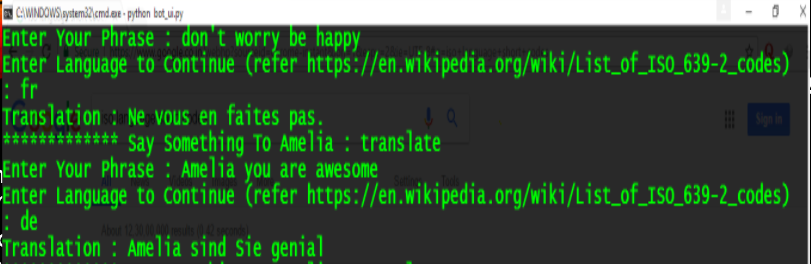 C:\WINDOWS\system32\cmd.exe - python bot_ui.py
Enter Your Phrase : don't worry be happy
Enter Language to Continue (refer https://en.wikipedia.org/wiki/List_of_ISO_639-2_codes)
: fr
Translation : Ne vous en faites pas.
************* Say Something To Amelia : translate
Sign in
Enter Your Phrase : Amelia you are awesome
Enter Language to Continue (refer https://en.wikipedia.org/wiki/List_of_ISO_639-2_codes)
: de
Translation : Amelia sind Sie genial